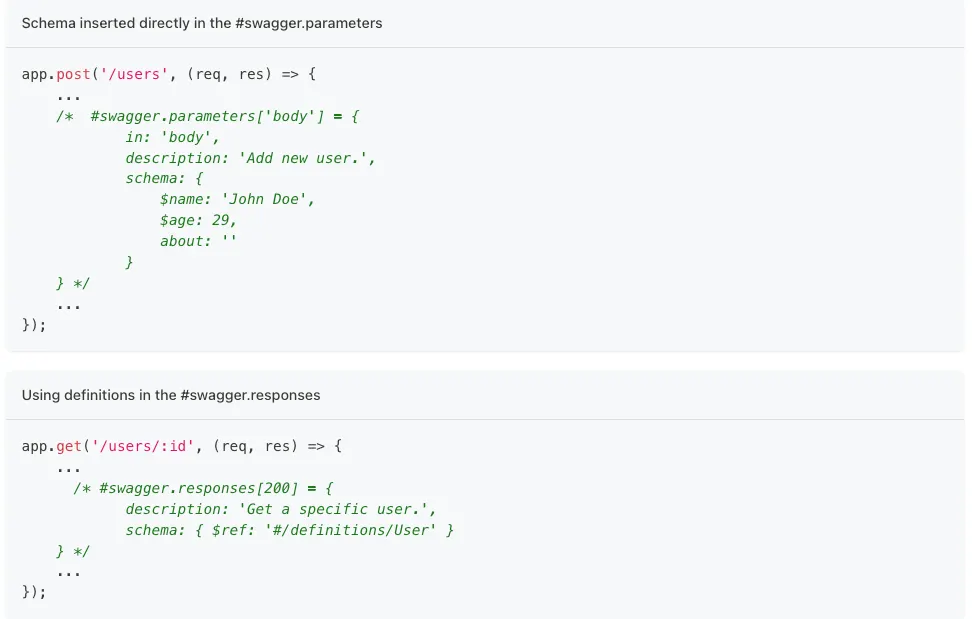 Schema inserted directly in the #swagger.parameters
app.post('/users', (req, res) => {
    ...
    /*  #swagger.parameters['body'] = {
            in: 'body',
            description: 'Add new user.',
            schema: {
                $name: 'John Doe',
                $age: 29,
                about: ''
            }
    } */
    ...
});
Using definitions in the #swagger.responses
app.get('/users/:id', (req, res) => {
    ...
      /* #swagger.responses[200] = {
            description: 'Get a specific user.',
            schema: { $ref: '#/definitions/User' }
    } */
    ...
});